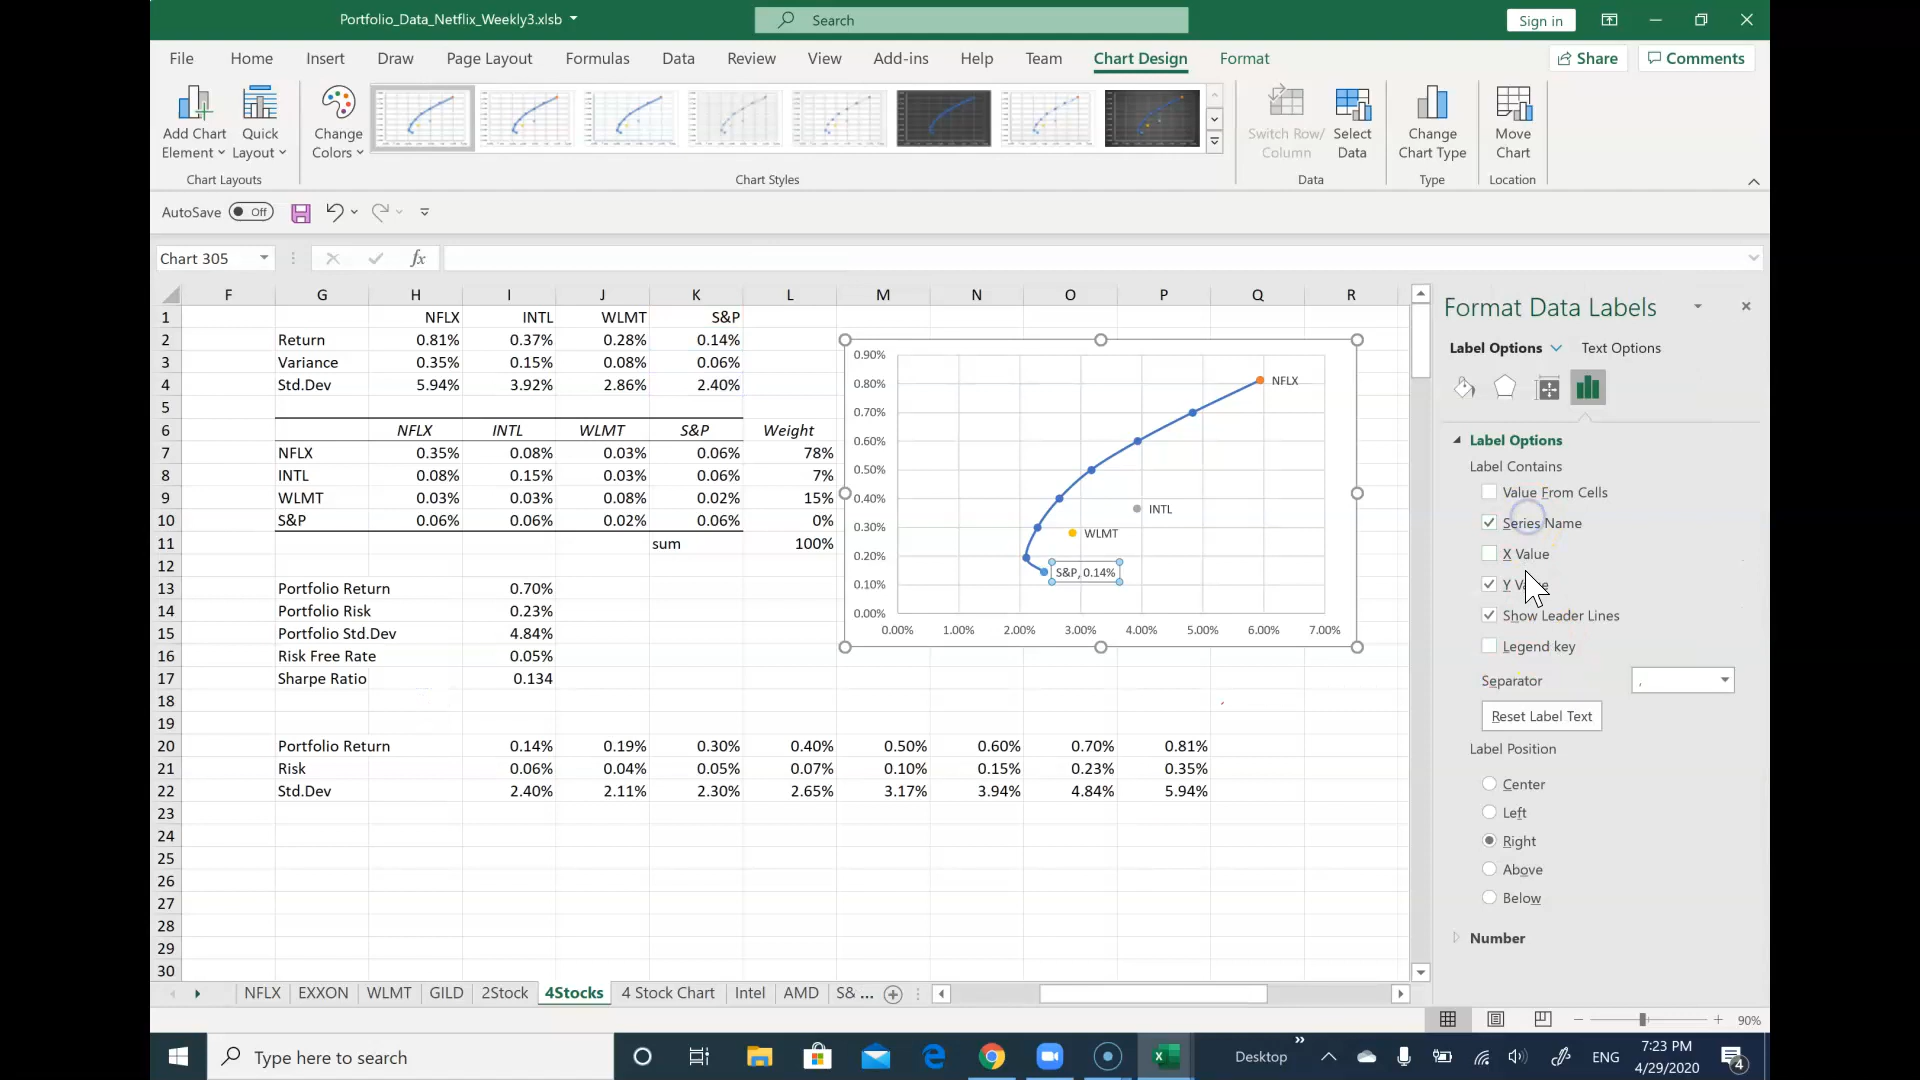 Portfolio_Data_Netflix_Weekly3.xlsb
Search
Sign in
File Home Insert Draw Page Layout Formulas Data Review View Add-ins Help Team Chart Design Format
Share Comments
Add Chart Element
Quick Layout
Change Colors
Switch Row/ Column
Select Data
Change Chart Type
Move Chart
Chart Layouts Chart Styles Data Type Location
AutoSave Off
Chart 305 fx
F G H I J K L M N O P Q R
1 NFLX INTL WLMT S&P
2 Return 0.81% 0.37% 0.28% 0.14%
3 Variance 0.35% 0.15% 0.08% 0.06%
4 Std.Dev 5.94% 3.92% 2.86% 2.40%
5
6 NFLX INTL WLMT S&P Weight
7 NFLX 0.35% 0.08% 0.03% 0.06% 78%
8 INTL 0.08% 0.15% 0.03% 0.06% 7%
9 WLMT 0.03% 0.03% 0.08% 0.02% 15%
10 S&P 0.06% 0.06% 0.02% 0.06% 0%
11 sum 100%
12
13 Portfolio Return 0.70%
14 Portfolio Risk 0.23%
15 Portfolio Std.Dev 4.84%
16 Risk Free Rate 0.05%
17 Sharpe Ratio 0.134
18
19
20 Portfolio Return 0.14% 0.19% 0.30% 0.40% 0.50% 0.60% 0.70% 0.81%
21 Risk 0.06% 0.04% 0.05% 0.07% 0.10% 0.15% 0.23% 0.35%
22 Std.Dev 2.40% 2.11% 2.30% 2.65% 3.17% 3.94% 4.84% 5.94%
23
24
25
26
27
28
29
30
0.90%
0.80%
0.70%
0.60%
0.50%
0.40%
0.30%
0.20%
0.10%
0.00%
0.00% 1.00% 2.00% 3.00% 4.00% 5.00% 6.00% 7.00%
NFLX
INTL
WLMT
S&P, 0.14%
Format Data Labels
Label Options Text Options
Label Options
Label Contains
Value From Cells
Series Name
X Value
Show Leader Lines
Legend key
Separator ,
Reset Label Text
Label Position
Center
Left
Right
Above
Below
Number
NFLX EXXON WLMT GILD 2Stock 4Stocks 4 Stock Chart Intel AMD S& ...
90%
Type here to search
Desktop
ENG
7:23 PM
4/29/2020
4